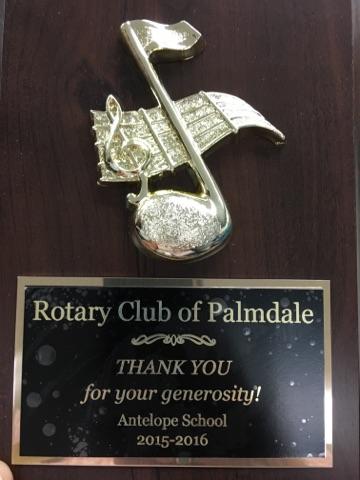 Rotary Club of Palmdale
THANK YOU
for your generosity!
Antelope School
2015-2016